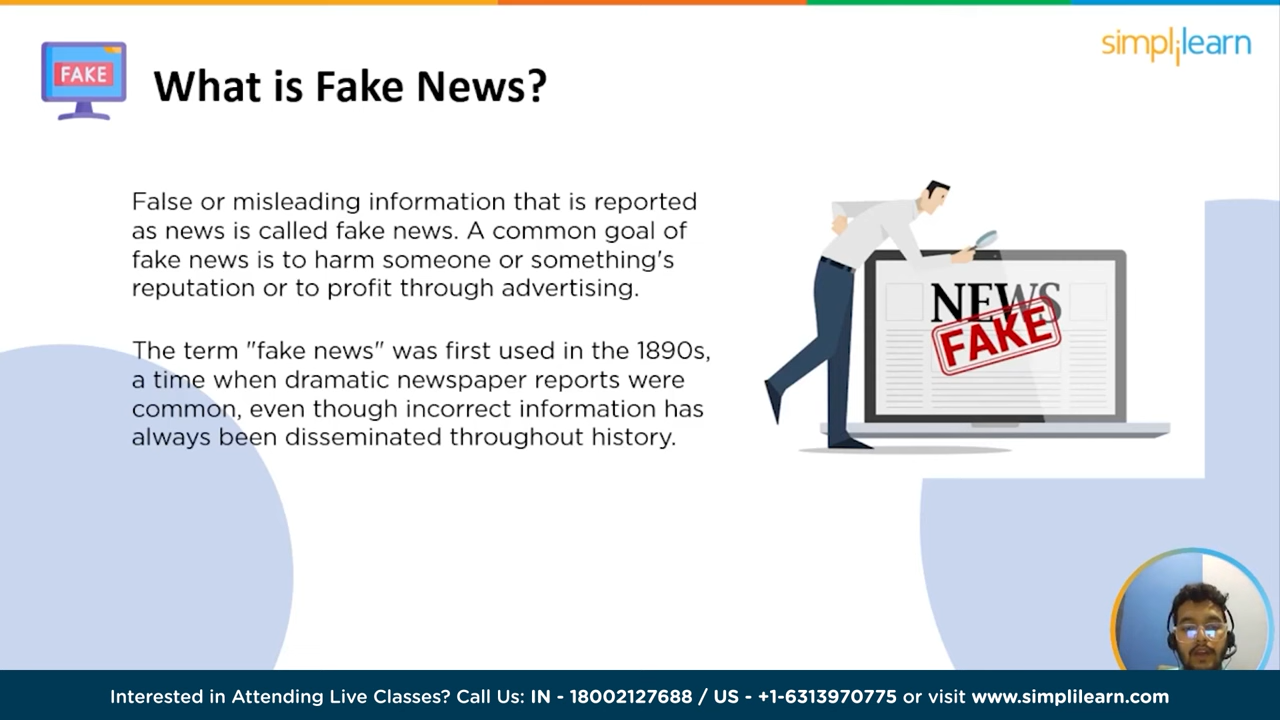 simplilearn
FAKE
What is Fake News?
False or misleading information that is reported
as news is called fake news. A common goal of
fake news is to harm someone or something's
reputation or to profit through advertising.
The term "fake news" was first used in the 1890s,
a time when dramatic newspaper reports were
common, even though incorrect information has
always been disseminated throughout history.
NEWS
FAKE
Interested in Attending Live Classes? Call Us: IN - 18002127688 / US - +1-6313970775 or visit www.simplilearn.com